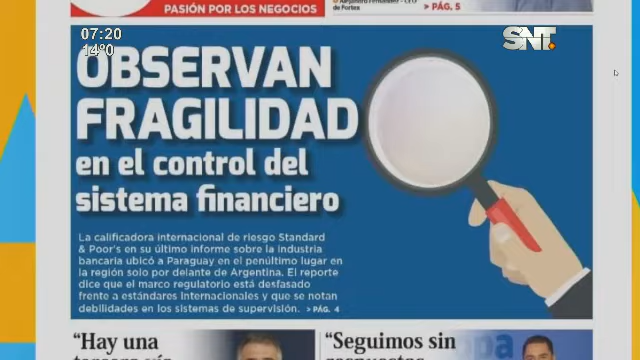 PASIÓN POR LOS NEGOCIOS
> PÁG. 5
07:20
14º0
SNT.
OBSERVAN
FRAGILIDAD
en el control del
sistema financiero
La calificadora internacional de riesgo Standard
& Poor's en su último informe sobre la industria
bancaria ubicó a Paraguay en el penúltimo lugar en
la región solo por delante de Argentina. El reporte
dice que el marco regulatorio está desfasado
frente a estándares internacionales y que se notan
debilidades en los sistemas de supervisión. > PÁG. 4
"Hay una
"Seguimos sin